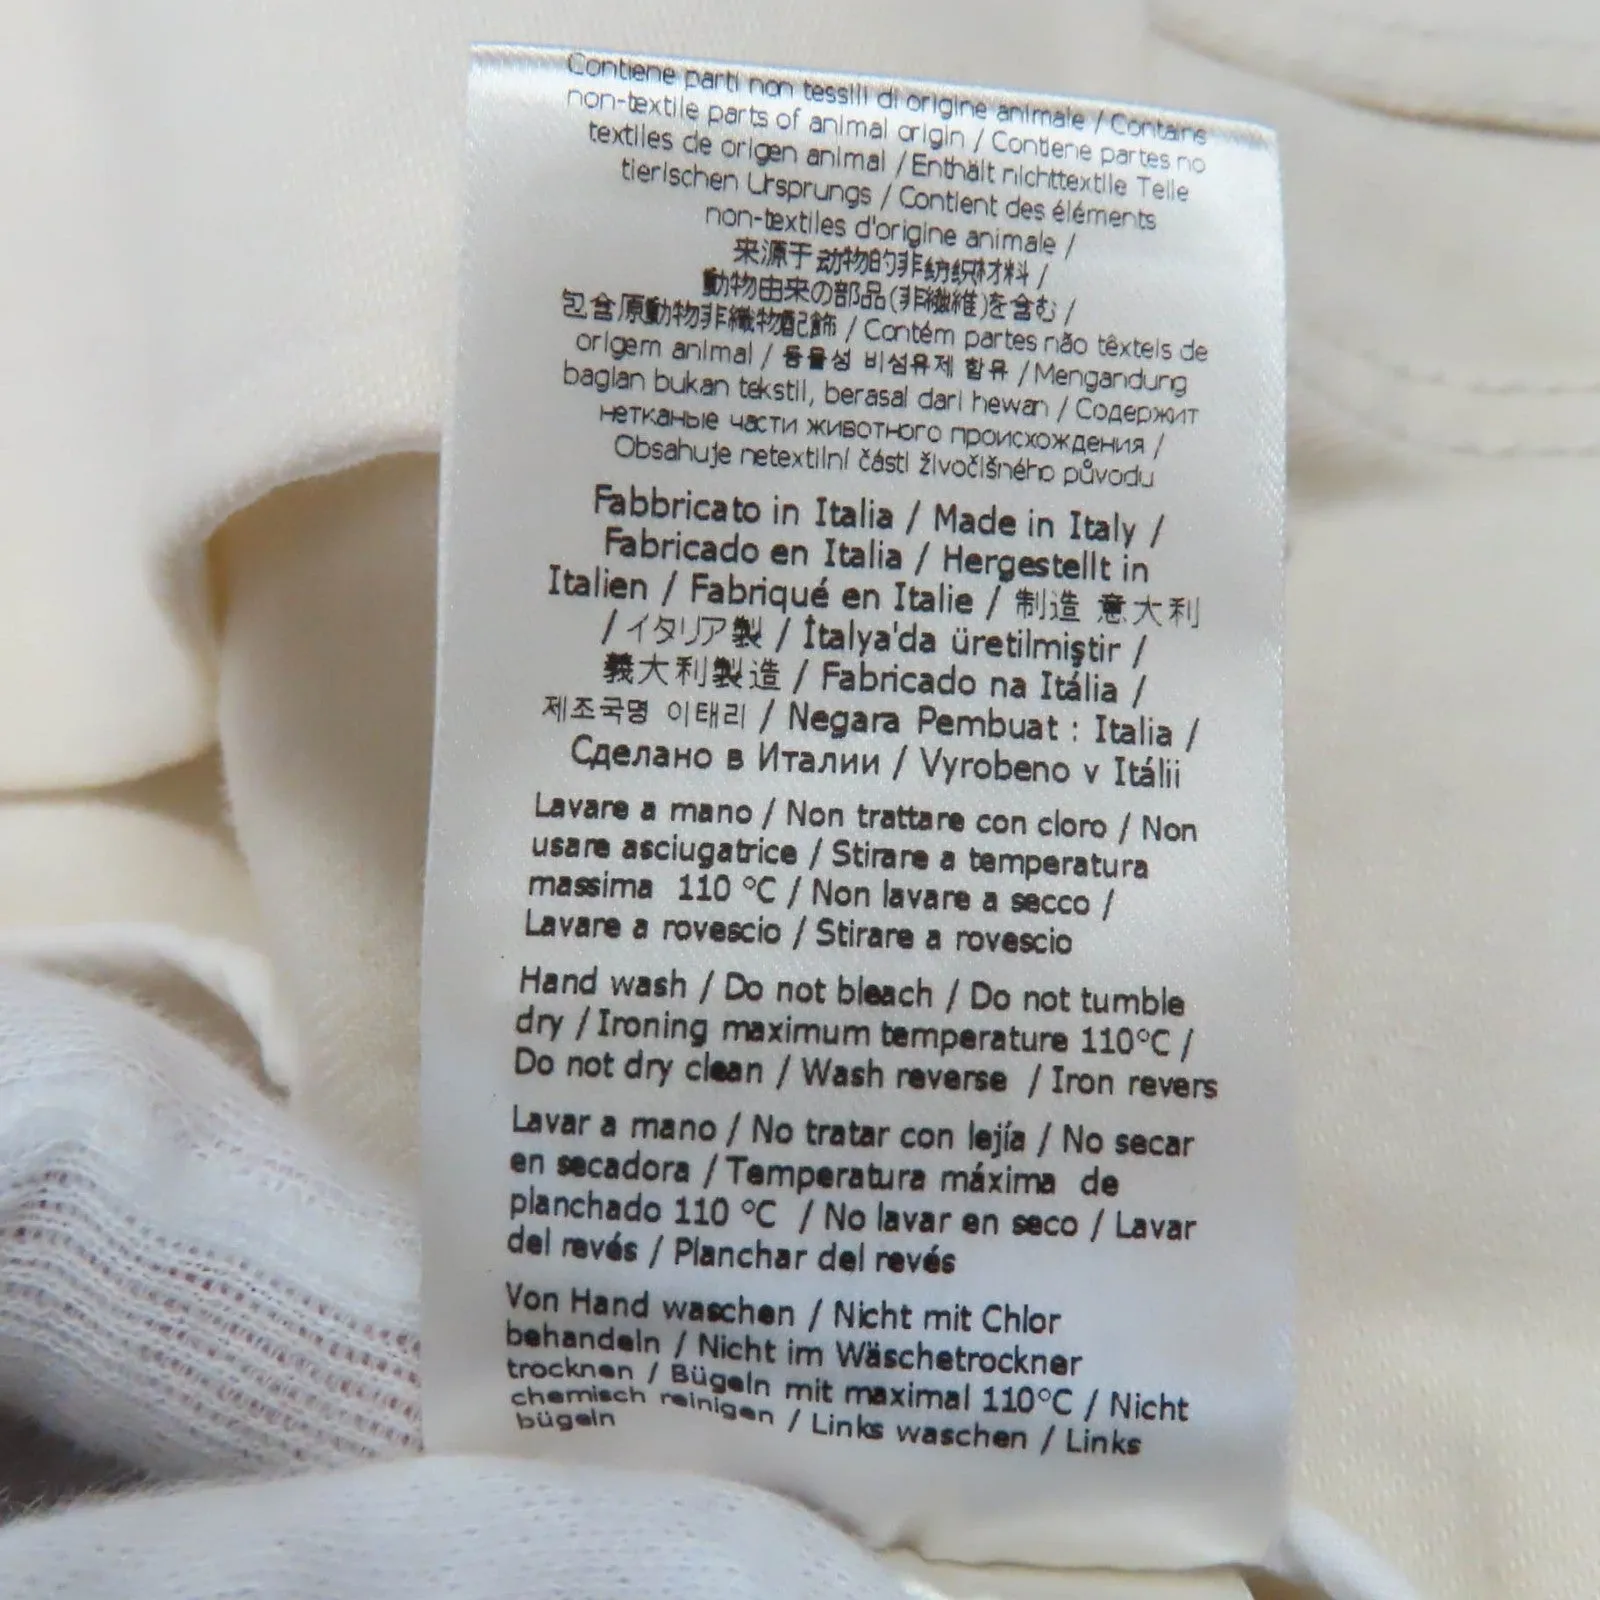 Contiene parti non tessili di origine animale / Contains
non-textile parts of animal origin / Contiene partes no
textiles de origen animal / Enthält nichttextile Teile
tierischen Ursprungs / Contient des éléments
non-textiles d'origine animale /
来源于动物的非纺织材料 /
動物由来の部品(非繊維)を含む /
包含原動物非織物配飾 / Contém partes não têxteis de
origem animal / 동물성 비섬유제 함유 / Mengandung
bagian bukan tekstil, berasal dari hewan / Содержит
нетканые части животного происхождения /
Obsahuje netextilní části živočišného původu
Fabbricato in Italia / Made in Italy /
Fabricado en Italia / Hergestellt in
Italien / Fabriqué en Italie / 制造 意大利
/ イタリア製 / İtalya'da üretilmiştir /
義大利製造 / Fabricado na Itália /
제조국명 이태리 / Negara Pembuat : Italia /
Сделано в Италии / Vyrobeno v Itálii
Lavare a mano / Non trattare con cloro / Non
usare asciugatrice / Stirare a temperatura
massima 110 °C / Non lavare a secco /
Lavare a rovescio / Stirare a rovescio
Hand wash / Do not bleach / Do not tumble
dry / Ironing maximum temperature 110°C /
Do not dry clean / Wash reverse / Iron revers
Lavar a mano / No tratar con lejía / No secar
en secadora / Temperatura máxima de
planchado 110 °C / No lavar en seco / Lavar
del revés / Planchar del revés
Von Hand waschen / Nicht mit Chlor
behandeln / Nicht im Wäschetrockner
trocknen / Bügeln mit maximal 110°C / Nicht
chemisch reinigen / Links waschen / Links
bügeln